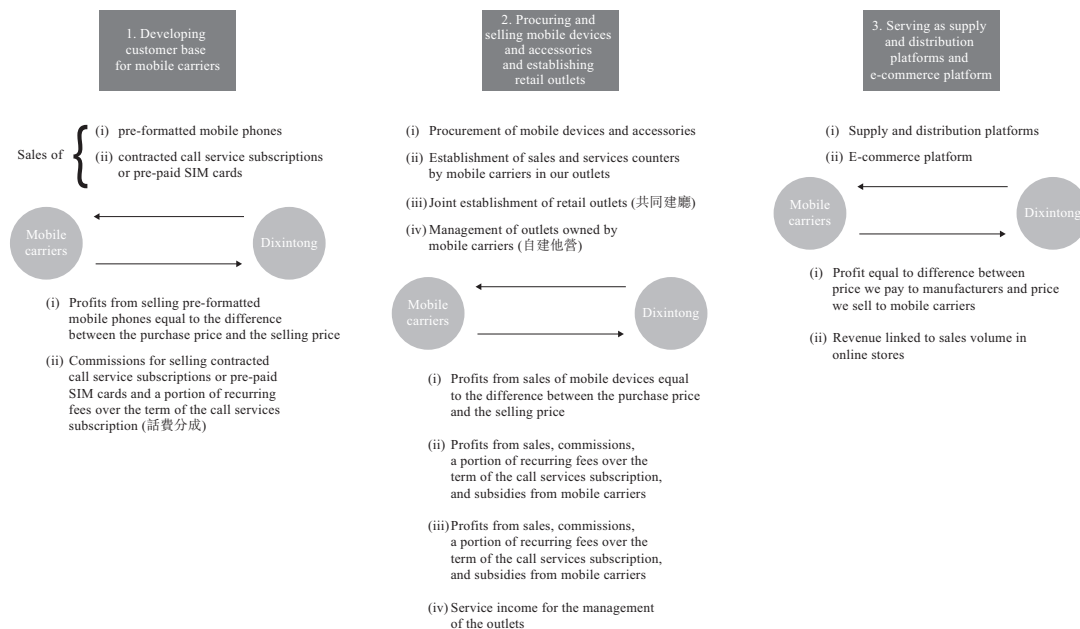 1. Developing
customer base
for mobile carriers
Sales of
(i) pre-formatted mobile phones
(ii) contracted call service subscriptions
or pre-paid SIM cards
Mobile
carriers
Dixintong
(i) Profits from selling pre-formatted
mobile phones equal to the difference
between the purchase price and the selling price
(ii) Commissions for selling contracted
call service subscriptions or pre-paid
SIM cards and a portion of recurring
fees over the term of the call services
subscription (話費分成)
2. Procuring and
selling mobile devices
and accessories
and establishing
retail outlets
(i) Procurement of mobile devices and accessories
(ii) Establishment of sales and services counters
by mobile carriers in our outlets
(iii) Joint establishment of retail outlets (共同建廳)
(iv) Management of outlets owned by
mobile carriers (自建他營)
Mobile
carriers
Dixintong
(i) Profits from sales of mobile devices equal
to the difference between the purchase price
and the selling price
(ii) Profits from sales, commissions,
a portion of recurring fees over the
term of the call services subscription,
and subsidies from mobile carriers
(iii) Profits from sales, commissions,
a portion of recurring fees over the
term of the call services subscription,
and subsidies from mobile carriers
(iv) Service income for the management
of the outlets
3. Serving as supply
and distribution
platforms and
e-commerce platform
(i) Supply and distribution platforms
(ii) E-commerce platform
Mobile
carriers
Dixintong
(i) Profit equal to difference between
price we pay to manufacturers and price
we sell to mobile carriers
(ii) Revenue linked to sales volume in
online stores